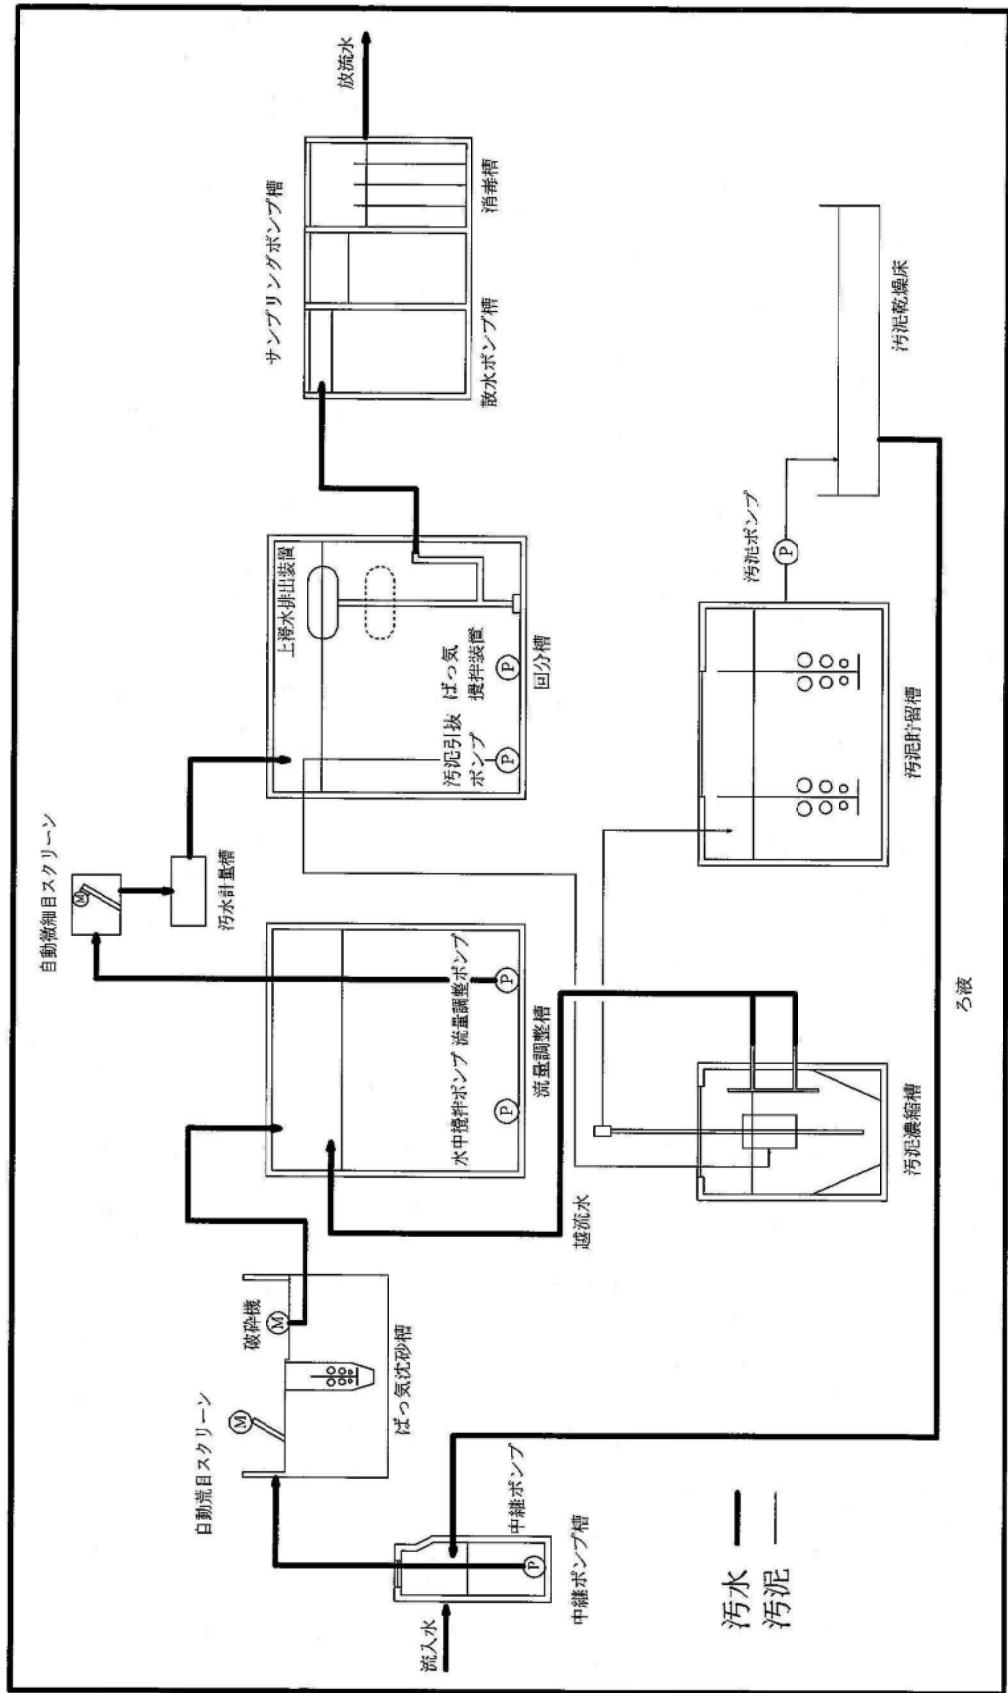 流入水
中継ポンプ
中継ポンプ槽
P
自動荒目スクリーン
M
破砕機
M
ばっ気沈砂槽
水中攪拌ポンプ
P
流量調整ポンプ
P
流量調整槽
越流水
自動微細目スクリーン
M
汚水計量槽
上澄水排出装置
汚泥引抜
ポンプ
P
ばっ気
攪拌装置
P
回分槽
サンプリングポンプ槽
散水ポンプ槽
消毒槽
放流水
汚泥濃縮槽
汚泥貯留槽
汚泥ポンプ
P
汚泥乾燥床
ろ液
汚水
汚泥